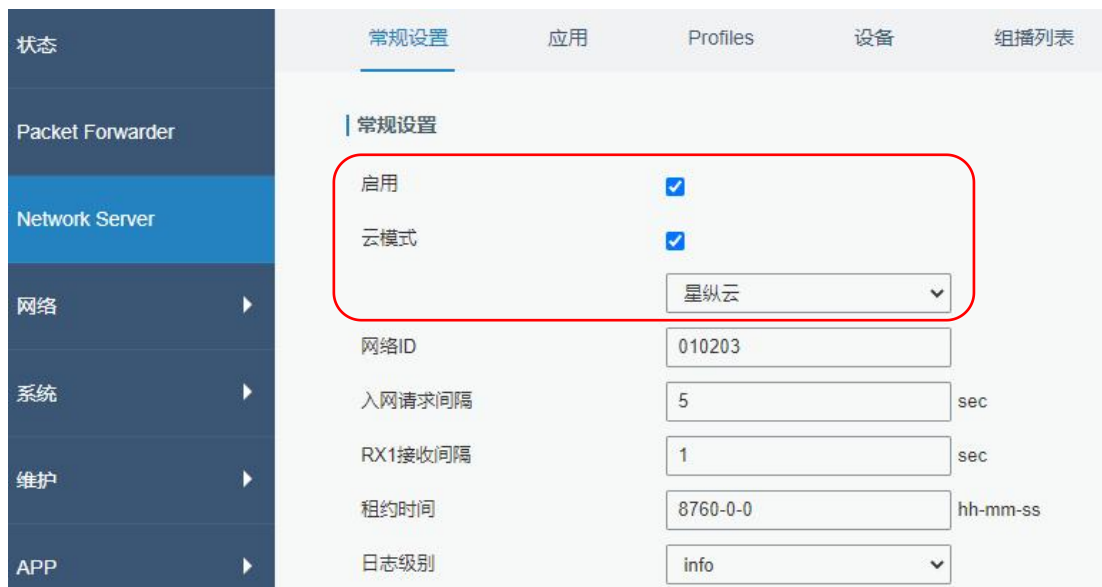 状态
Packet Forwarder
Network Server
网络
系统
维护
APP
常规设置 应用 Profiles 设备 组播列表
常规设置
启用
云模式
星纵云
网络ID 010203
入网请求间隔 5 sec
RX1接收间隔 1 sec
租约时间 8760-0-0 hh-mm-ss
日志级别 info